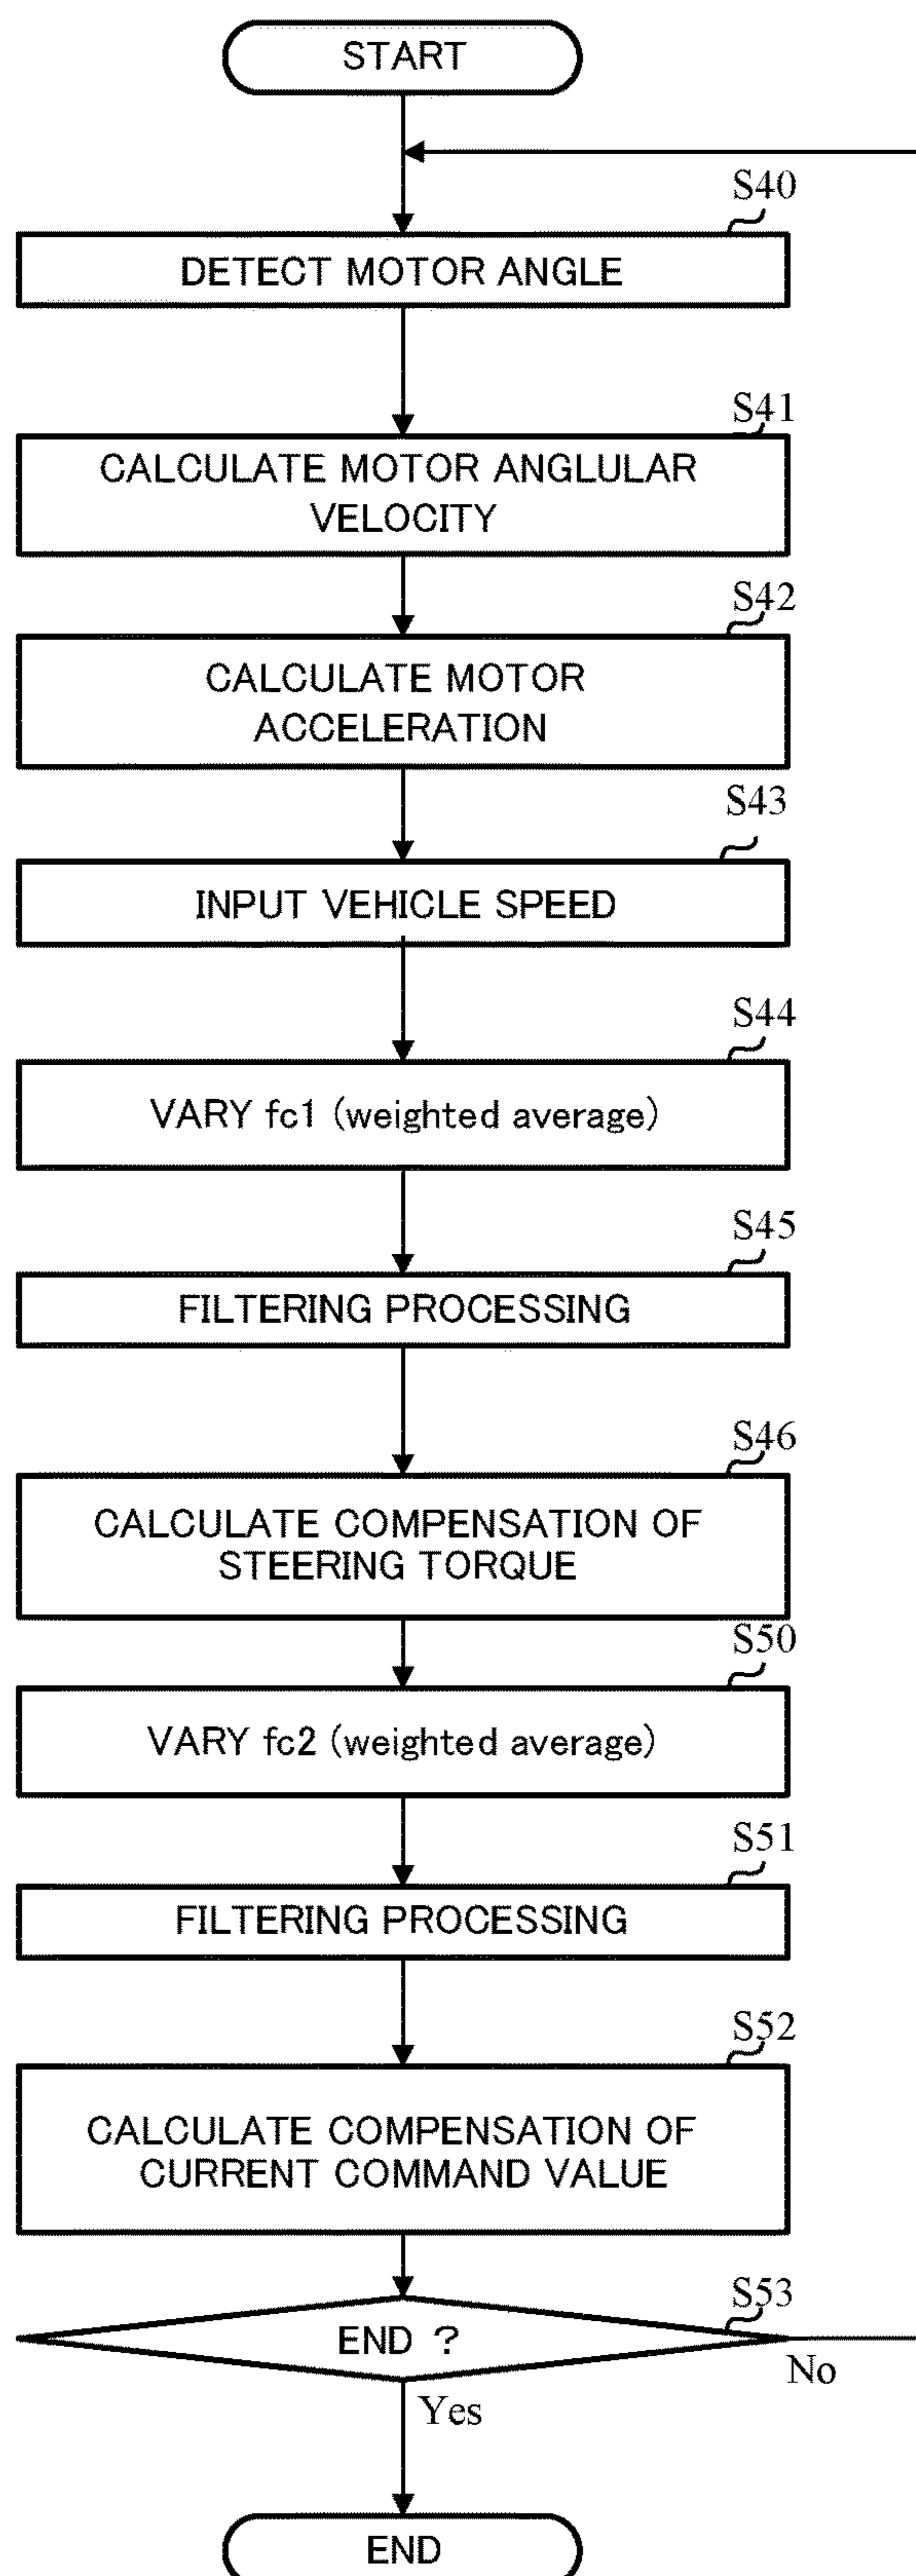 START
S40
DETECT MOTOR ANGLE
S41
CALCULATE MOTOR ANGLULAR
VELOCITY
S42
CALCULATE MOTOR
ACCELERATION
S43
INPUT VEHICLE SPEED
S44
VARY fc1 (weighted average)
S45
FILTERING PROCESSING
S46
CALCULATE COMPENSATION OF
STEERING TORQUE
S50
VARY fc2 (weighted average)
S51
FILTERING PROCESSING
S52
CALCULATE COMPENSATION OF
CURRENT COMMAND VALUE
S53
END ?
No
Yes
END